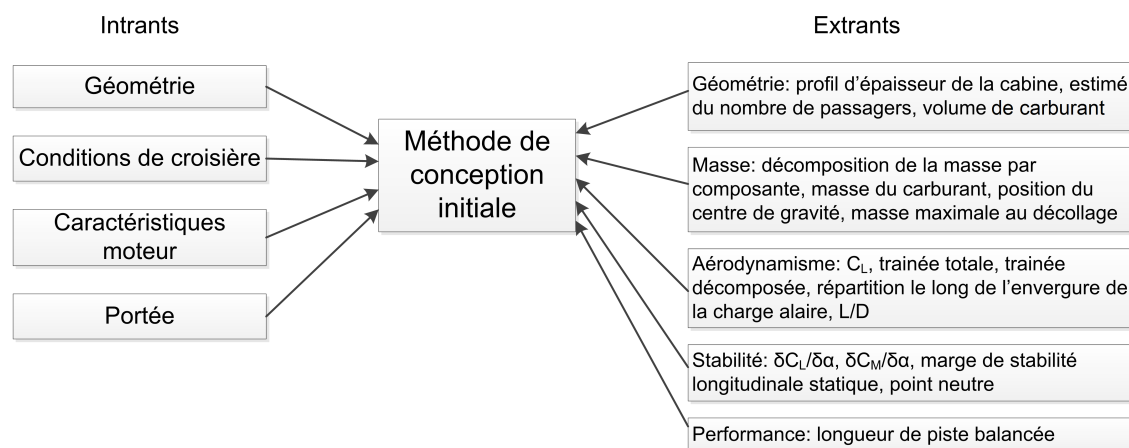 Intrants
Extrants
Géométrie
Conditions de croisière
Caractéristiques
moteur
Portée
Méthode de
conception
initiale
Géométrie: profil d'épaisseur de la cabine, estimé
du nombre de passagers, volume de carburant
Masse: décomposition de la masse par
composante, masse du carburant, position du
centre de gravité, masse maximale au décollage
Aérodynamisme: C_L, trainée totale, trainée
décomposée, répartition le long de l'envergure de
la charge alaire, L/D
Stabilité: δC_L/δα, δC_M/δα, marge de stabilité
longitudinale statique, point neutre
Performance: longueur de piste balancée